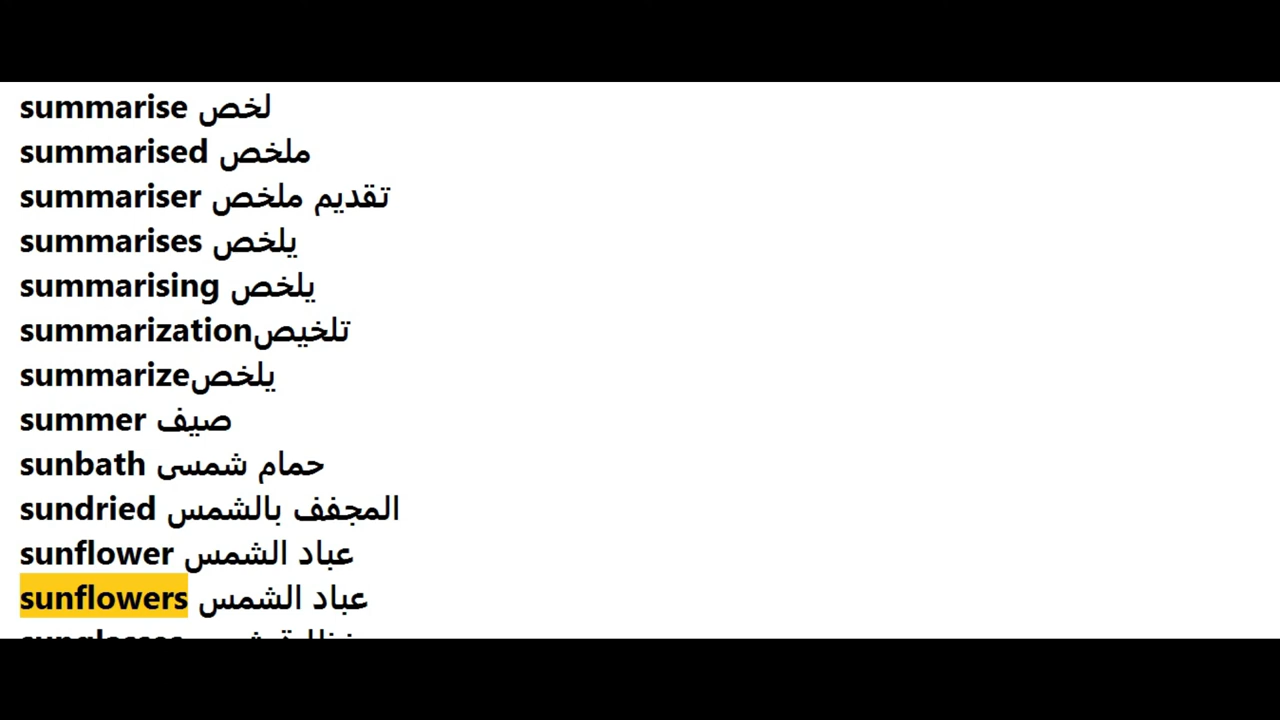 summarise لخص
summarised ملخص
summariser تقديم ملخص
summarises يلخص
summarising يلخص
summarizationتلخيص
summarizeيلخص
summer صيف
sunbath حمام شمسى
sundried المجفف بالشمس
sunflower عباد الشمس
sunflowers عباد الشمس